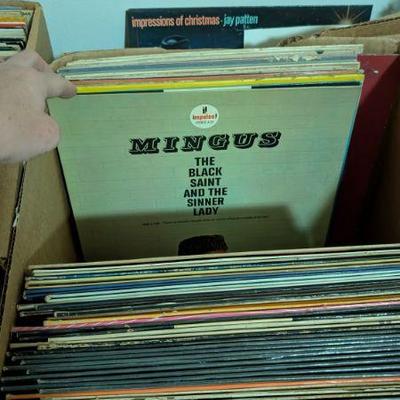 impressions of christmas • jay patten
impulse!
MINGUS
THE
BLACK
SAINT
AND THE
SINNER
LADY